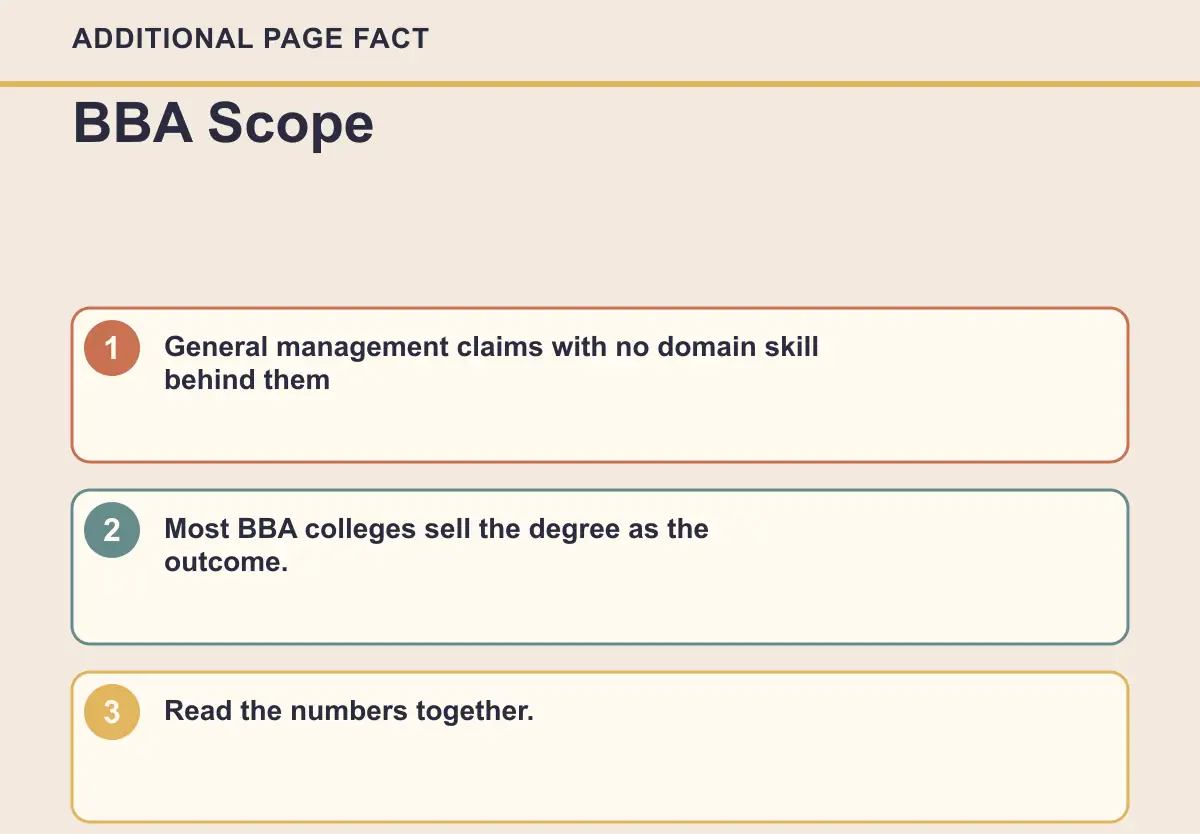 ADDITIONAL PAGE FACT
BBA Scope
1
General management claims with no domain skill
behind them
2
Most BBA colleges sell the degree as the
outcome.
3
Read the numbers together.